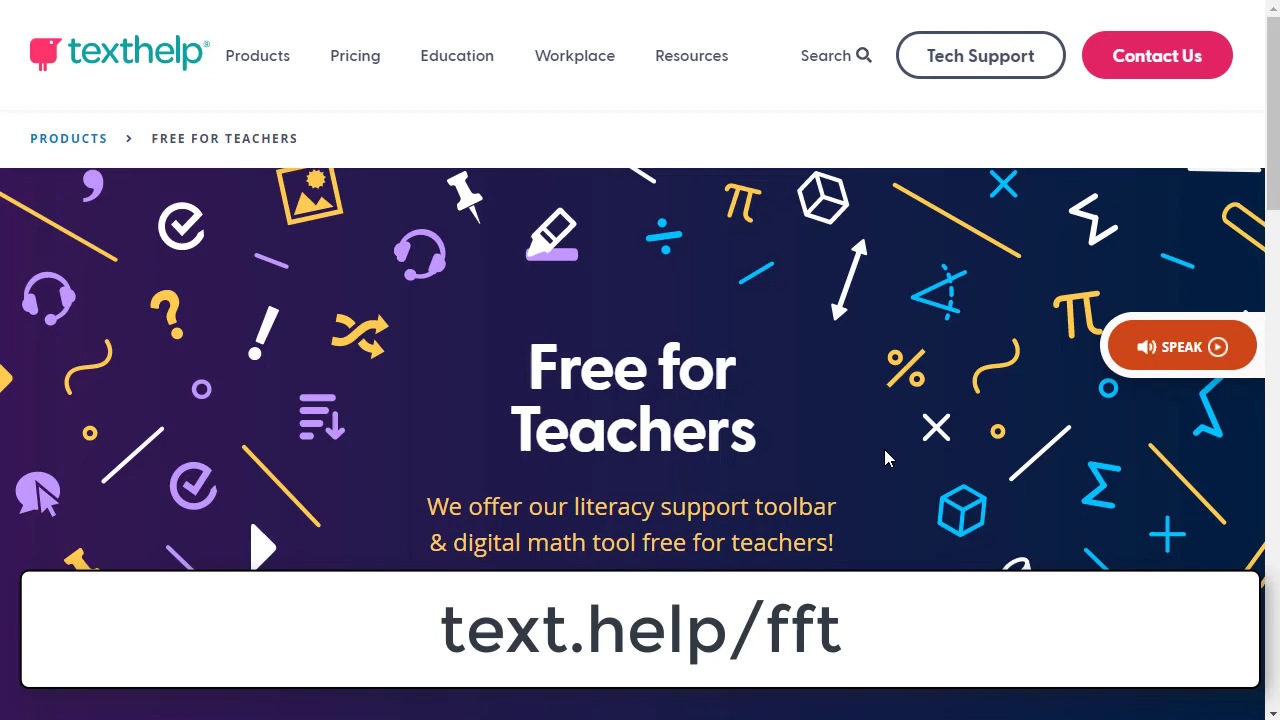 texthelp®
Products Pricing Education Workplace Resources Search Tech Support Contact Us
PRODUCTS > FREE FOR TEACHERS
SPEAK
Free for
Teachers
We offer our literacy support toolbar
& digital math tool free for teachers!
text.help/fft